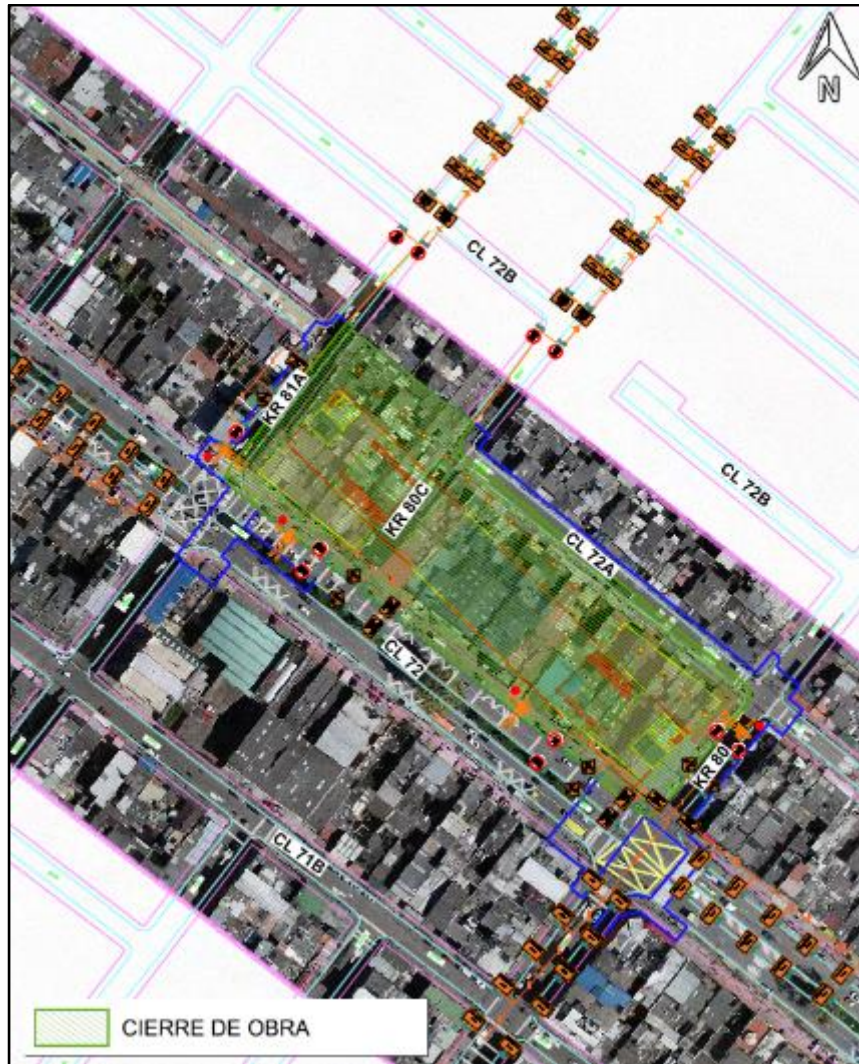 N
CL 72B
KR 81A
CL 72B
KR 80C
CL 72A
CL 72
KR 80
CL 71B
CIERRE DE OBRA